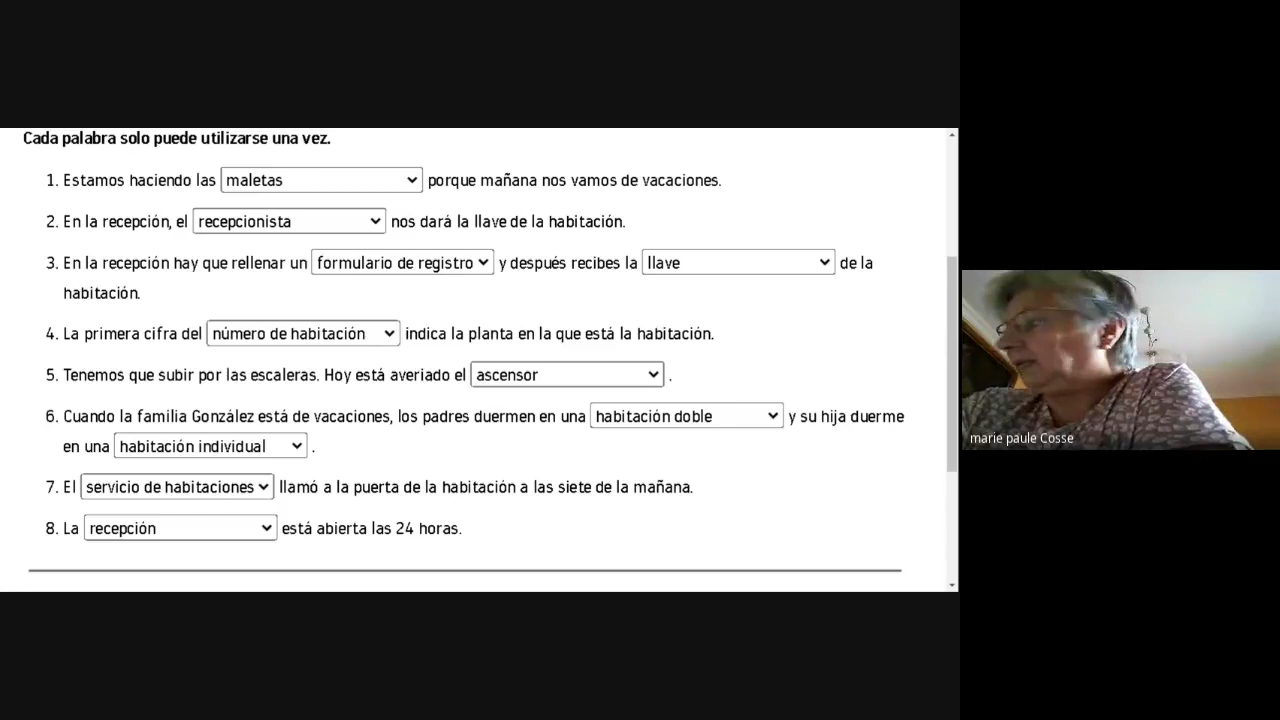 Cada palabra solo puede utilizarse una vez.
1. Estamos haciendo las maletas porque mañana nos vamos de vacaciones.
2. En la recepción, el recepcionista nos dará la llave de la habitación.
3. En la recepción hay que rellenar un formulario de registro y después recibes la llave de la
habitación.
4. La primera cifra del número de habitación indica la planta en la que está la habitación.
5. Tenemos que subir por las escaleras. Hoy está averiado el ascensor .
6. Cuando la familia González está de vacaciones, los padres duermen en una habitación doble y su hija duerme
en una habitación individual .
7. El servicio de habitaciones llamó a la puerta de la habitación a las siete de la mañana.
8. La recepción está abierta las 24 horas.
marie paule Cosse